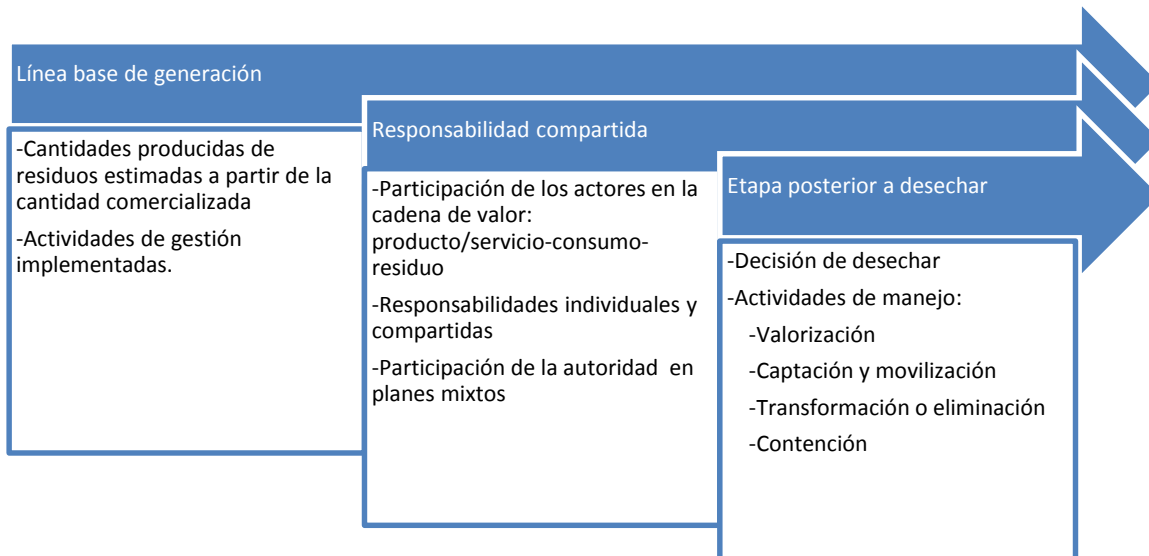 Línea base de generación
-Cantidades producidas de
residuos estimadas a partir de la
cantidad comercializada
-Actividades de gestión
implementadas.
Responsabilidad compartida
-Participación de los actores en la
cadena de valor:
producto/servicio-consumo-
residuo
-Responsabilidades individuales y
compartidas
-Participación de la autoridad en
planes mixtos
Etapa posterior a desechar
-Decisión de desechar
-Actividades de manejo:
-Valorización
-Captación y movilización
-Transformación o eliminación
-Contención